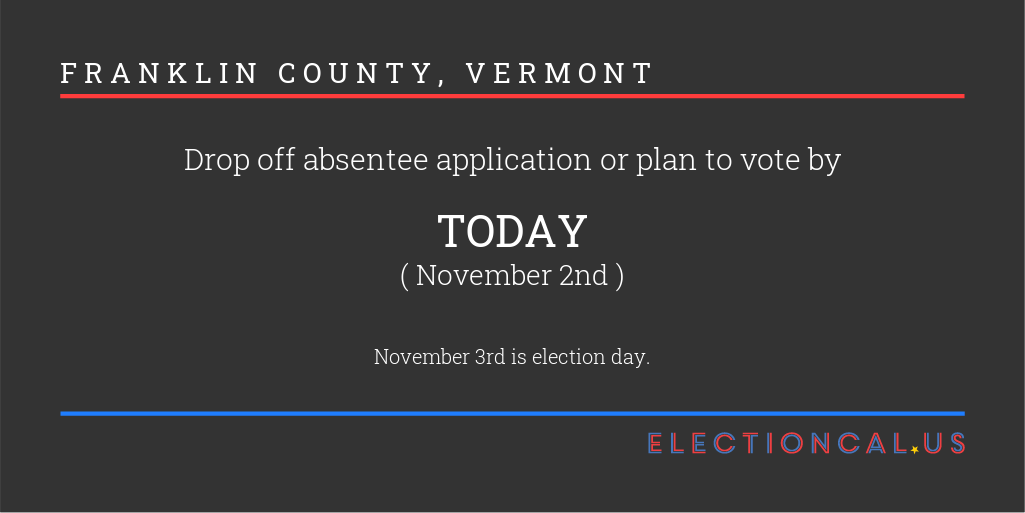 FRANKLIN COUNTY, VERMONT
Drop off absentee application or plan to vote by
TODAY
( November 2nd )
November 3rd is election day.
ELECTIONCAL.US